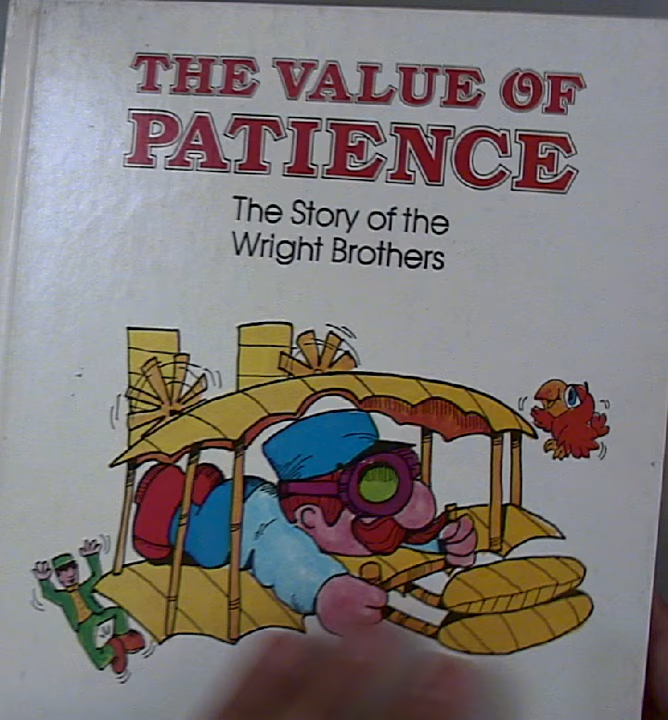 THE VALUE OF
PATIENCE
The Story of the
Wright Brothers